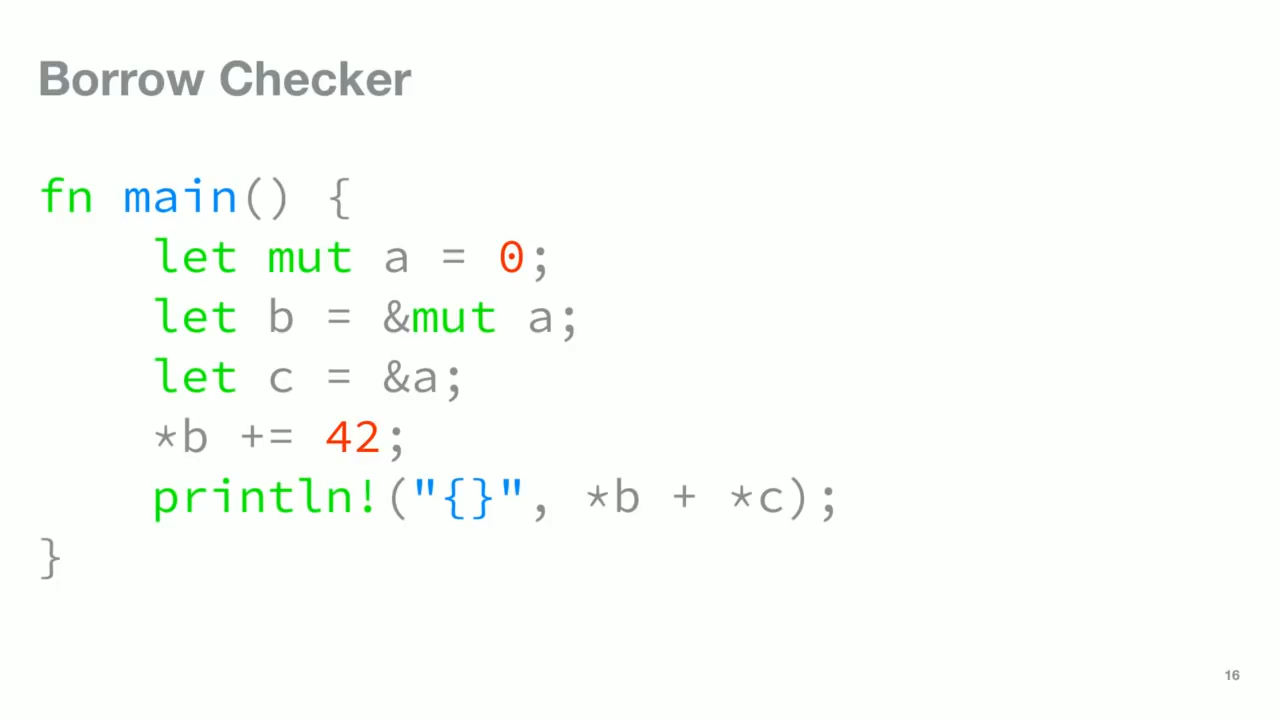 Borrow Checker
fn main() {
    let mut a = 0;
    let b = &mut a;
    let c = &a;
    *b += 42;
    println!("{}", *b + *c);
}
16